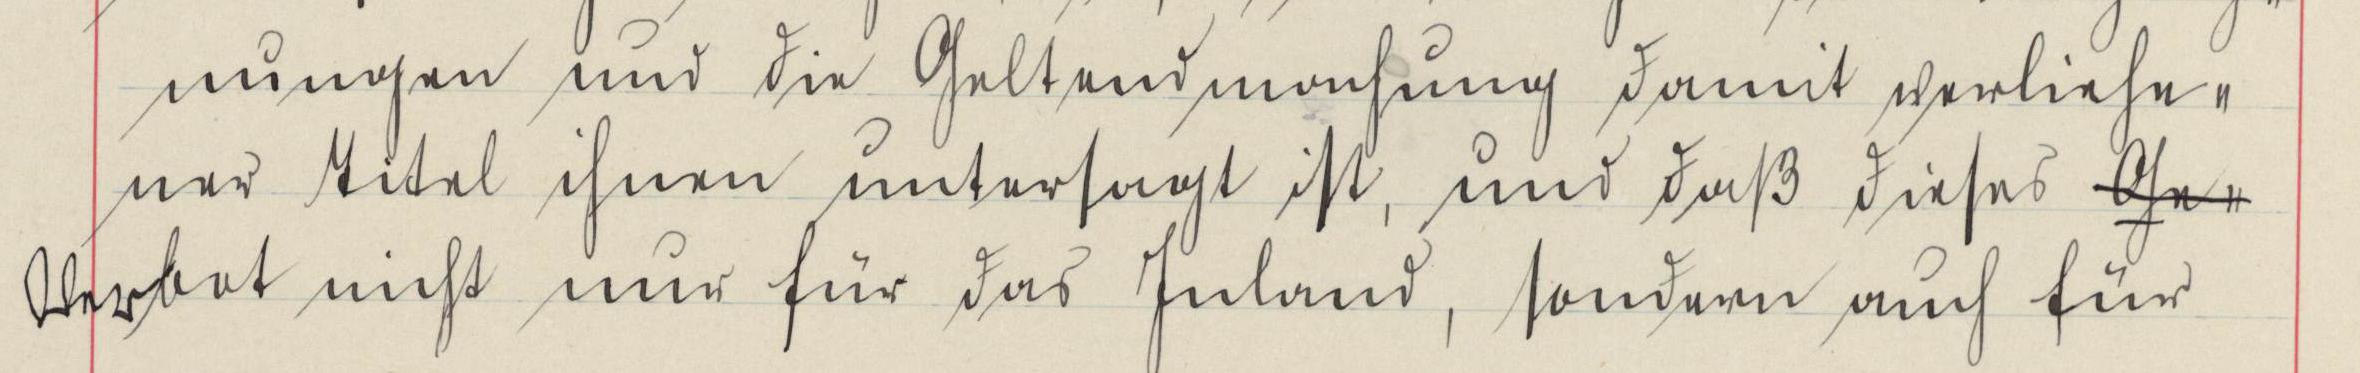 nungen und die Geltendmachung damit verliehe-
ner Titel ihnen untersagt ist, und daß dieses Ge-
Verbot nicht nur für das Inland, sondern auch für